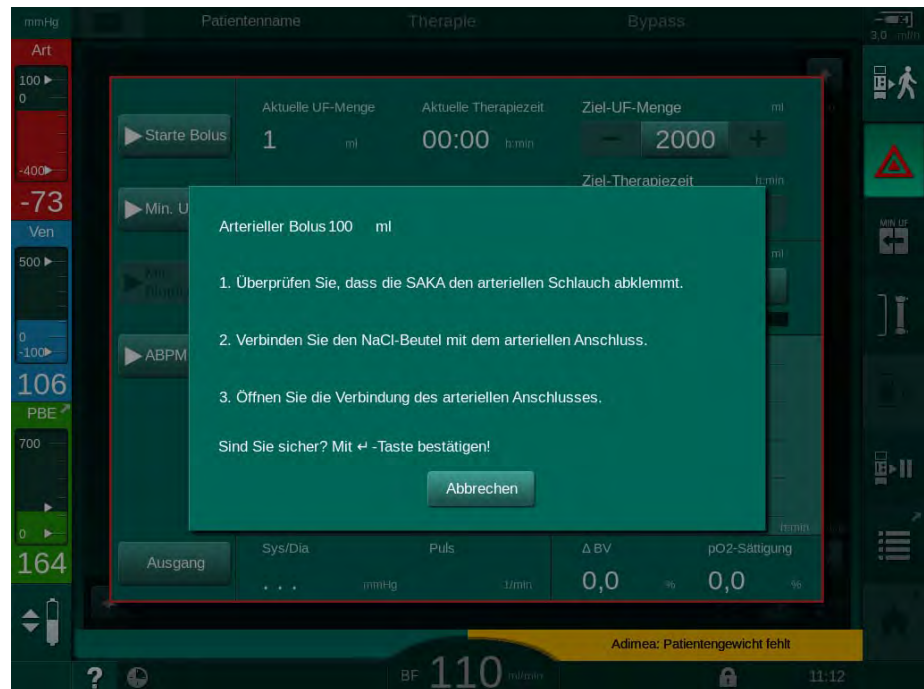 mmHg
Patientenname
Therapie
Bypass
3,0 ml/h
Art
100
0
-400
-73
Ven
500
0
-100
106
PBE
700
0
164
Starte Bolus
Aktuelle UF-Menge
1 ml
Aktuelle Therapiezeit
00:00 h:min
Ziel-UF-Menge ml
− 2000 +
Ziel-Therapiezeit h:min
Min. U
ml
ABPM
Arterieller Bolus 100 ml
1. Überprüfen Sie, dass die SAKA den arteriellen Schlauch abklemmt.
2. Verbinden Sie den NaCl-Beutel mit dem arteriellen Anschluss.
3. Öffnen Sie die Verbindung des arteriellen Anschlusses.
Sind Sie sicher? Mit ↵ -Taste bestätigen!
Abbrechen
h:min
Ausgang
Sys/Dia
. . . mmHg
Puls
1/min
Δ BV
0,0 %
pO2-Sättigung
0,0 %
MIN UF
Adimea: Patientengewicht fehlt
?
BF 110 ml/min
11:12